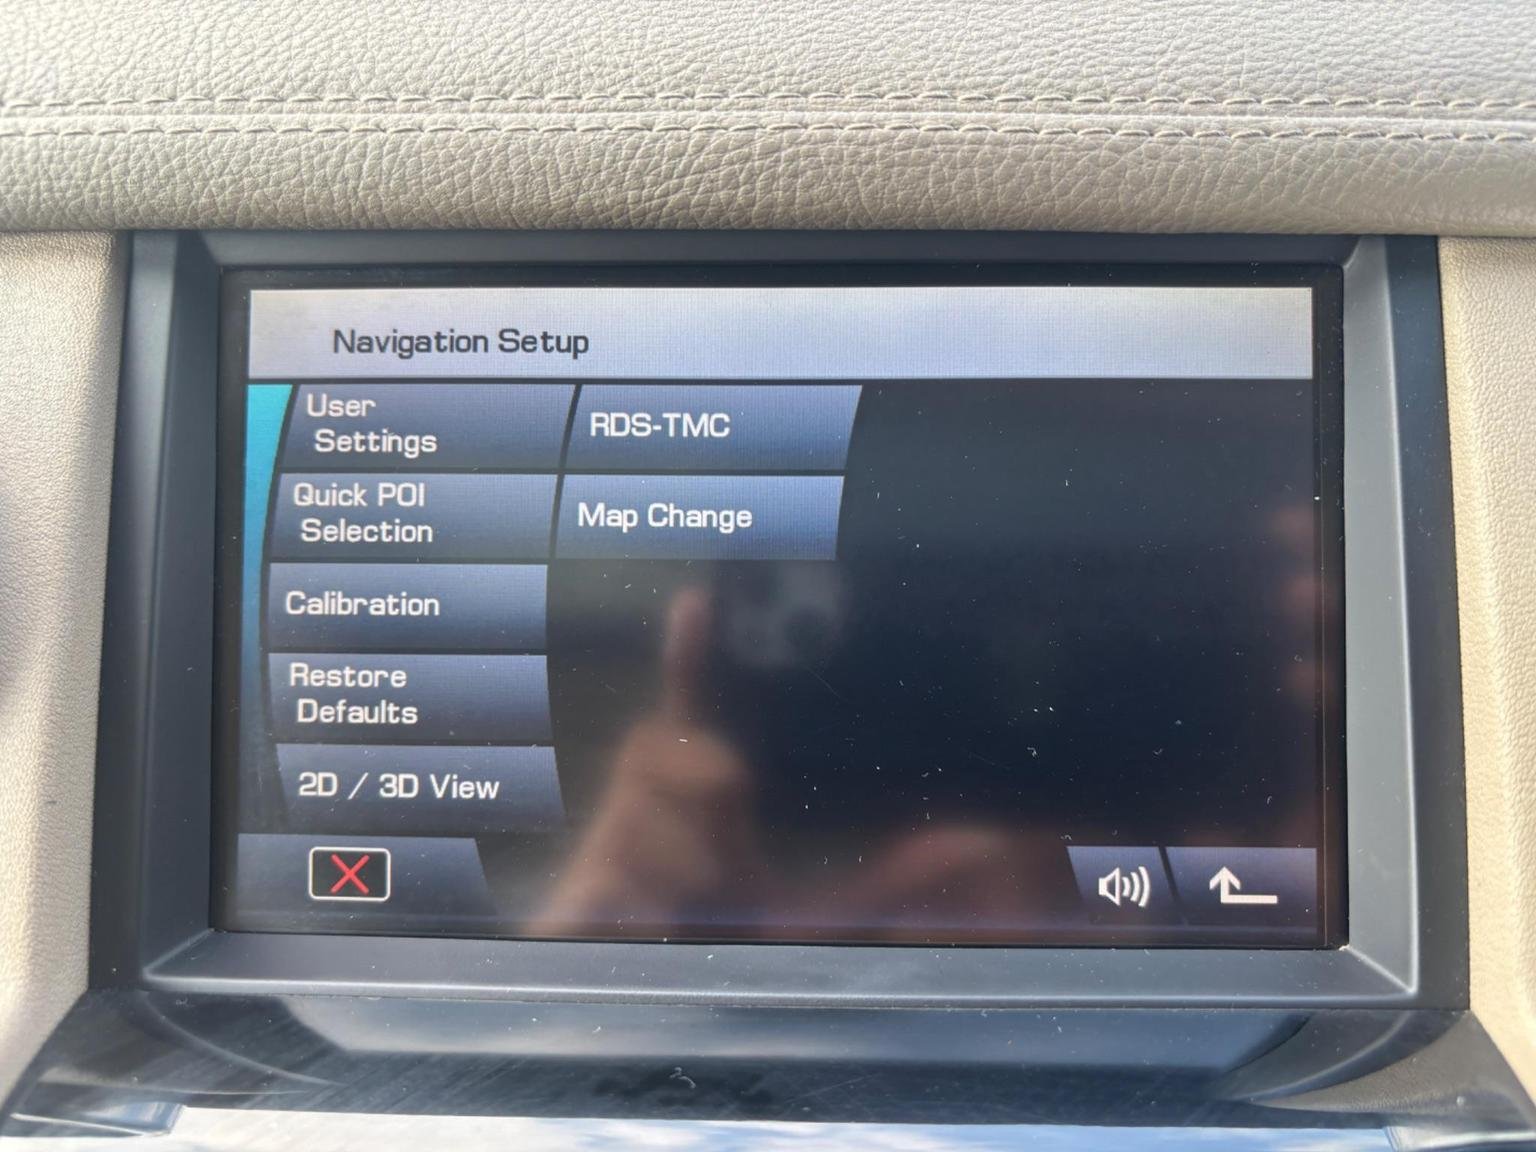 Navigation Setup
User
Settings
RDS-TMC
Quick POI
Selection
Map Change
Calibration
Restore
Defaults
2D / 3D View